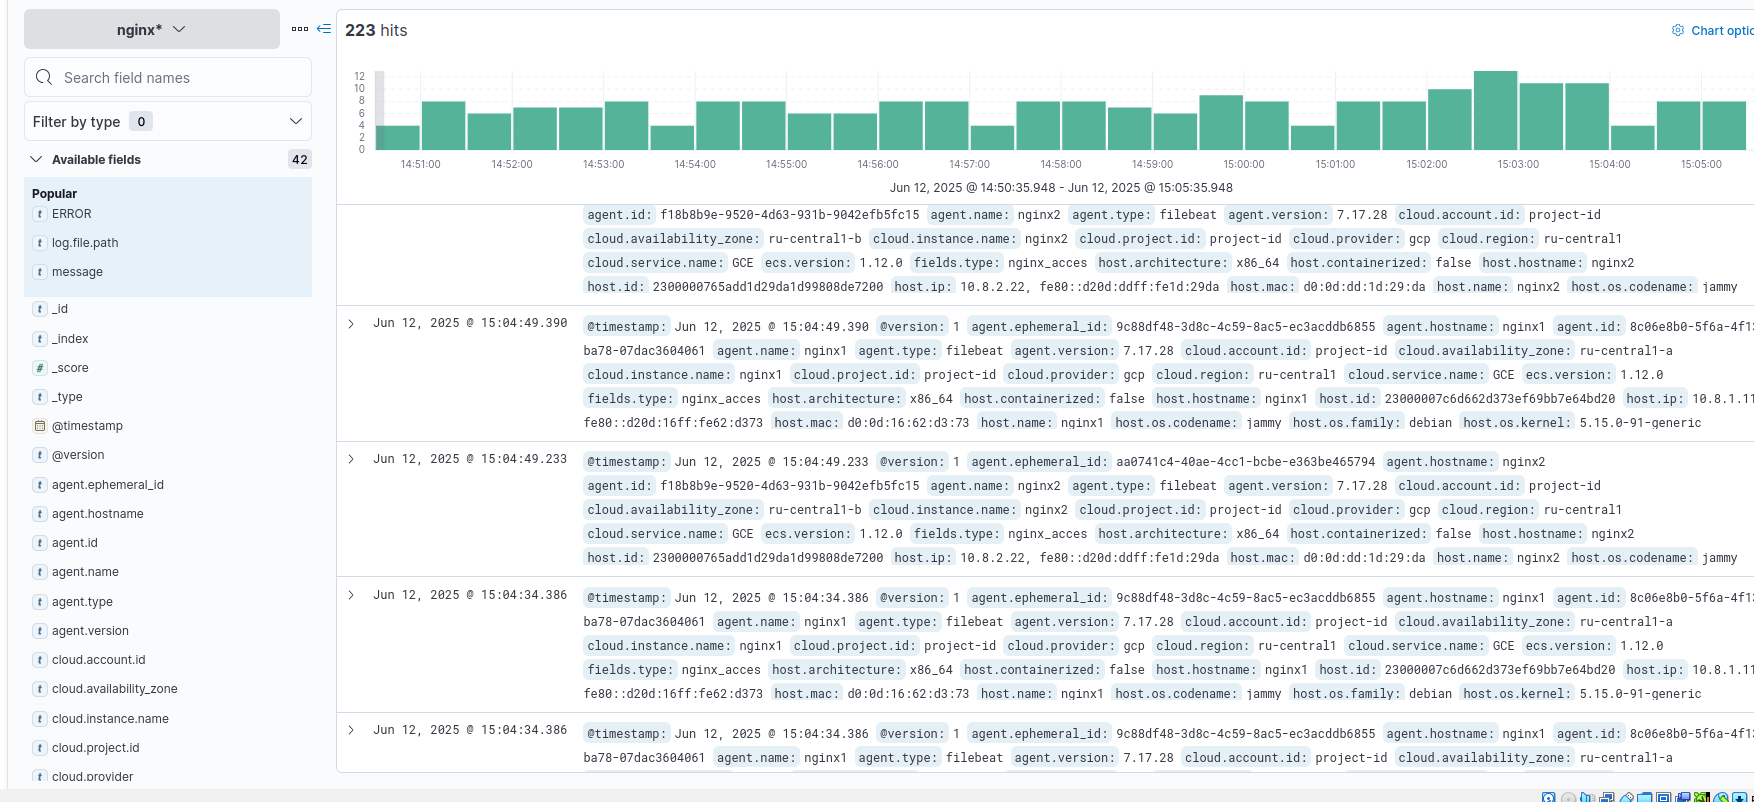 nginx*
Search field names
Filter by type 0
Available fields 42
Popular
t ERROR
t log.file.path
t message
t _id
t _index
# _score
t _type
@timestamp
t @version
t agent.ephemeral_id
t agent.hostname
t agent.id
t agent.name
t agent.type
t agent.version
t cloud.account.id
t cloud.availability_zone
t cloud.instance.name
t cloud.project.id
t cloud.provider
223 hits
Chart optio
12
10
8
6
4
2
0
14:51:00 14:52:00 14:53:00 14:54:00 14:55:00 14:56:00 14:57:00 14:58:00 14:59:00 15:00:00 15:01:00 15:02:00 15:03:00 15:04:00 15:05:00
Jun 12, 2025 @ 14:50:35.948 - Jun 12, 2025 @ 15:05:35.948
agent.id: f18b8b9e-9520-4d63-931b-9042efb5fc15 agent.name: nginx2 agent.type: filebeat agent.version: 7.17.28 cloud.account.id: project-id
cloud.availability_zone: ru-central1-b cloud.instance.name: nginx2 cloud.project.id: project-id cloud.provider: gcp cloud.region: ru-central1
cloud.service.name: GCE ecs.version: 1.12.0 fields.type: nginx_acces host.architecture: x86_64 host.containerized: false host.hostname: nginx2
host.id: 2300000765add1d29da1d99808de7200 host.ip: 10.8.2.22, fe80::d20d:ddff:fe1d:29da host.mac: d0:0d:dd:1d:29:da host.name: nginx2 host.os.codename: jammy
Jun 12, 2025 @ 15:04:49.390 @timestamp: Jun 12, 2025 @ 15:04:49.390 @version: 1 agent.ephemeral_id: 9c88df48-3d8c-4c59-8ac5-ec3acddb6855 agent.hostname: nginx1 agent.id: 8c06e8b0-5f6a-4f13
ba78-07dac3604061 agent.name: nginx1 agent.type: filebeat agent.version: 7.17.28 cloud.account.id: project-id cloud.availability_zone: ru-central1-a
cloud.instance.name: nginx1 cloud.project.id: project-id cloud.provider: gcp cloud.region: ru-central1 cloud.service.name: GCE ecs.version: 1.12.0
fields.type: nginx_acces host.architecture: x86_64 host.containerized: false host.hostname: nginx1 host.id: 23000007c6d662d373ef69bb7e64bd20 host.ip: 10.8.1.11
fe80::d20d:16ff:fe62:d373 host.mac: d0:0d:16:62:d3:73 host.name: nginx1 host.os.codename: jammy host.os.family: debian host.os.kernel: 5.15.0-91-generic
Jun 12, 2025 @ 15:04:49.233 @timestamp: Jun 12, 2025 @ 15:04:49.233 @version: 1 agent.ephemeral_id: aa0741c4-40ae-4cc1-bcbe-e363be465794 agent.hostname: nginx2
agent.id: f18b8b9e-9520-4d63-931b-9042efb5fc15 agent.name: nginx2 agent.type: filebeat agent.version: 7.17.28 cloud.account.id: project-id
cloud.availability_zone: ru-central1-b cloud.instance.name: nginx2 cloud.project.id: project-id cloud.provider: gcp cloud.region: ru-central1
cloud.service.name: GCE ecs.version: 1.12.0 fields.type: nginx_acces host.architecture: x86_64 host.containerized: false host.hostname: nginx2
host.id: 2300000765add1d29da1d99808de7200 host.ip: 10.8.2.22, fe80::d20d:ddff:fe1d:29da host.mac: d0:0d:dd:1d:29:da host.name: nginx2 host.os.codename: jammy
Jun 12, 2025 @ 15:04:34.386 @timestamp: Jun 12, 2025 @ 15:04:34.386 @version: 1 agent.ephemeral_id: 9c88df48-3d8c-4c59-8ac5-ec3acddb6855 agent.hostname: nginx1 agent.id: 8c06e8b0-5f6a-4f13
ba78-07dac3604061 agent.name: nginx1 agent.type: filebeat agent.version: 7.17.28 cloud.account.id: project-id cloud.availability_zone: ru-central1-a
cloud.instance.name: nginx1 cloud.project.id: project-id cloud.provider: gcp cloud.region: ru-central1 cloud.service.name: GCE ecs.version: 1.12.0
fields.type: nginx_acces host.architecture: x86_64 host.containerized: false host.hostname: nginx1 host.id: 23000007c6d662d373ef69bb7e64bd20 host.ip: 10.8.1.11
fe80::d20d:16ff:fe62:d373 host.mac: d0:0d:16:62:d3:73 host.name: nginx1 host.os.codename: jammy host.os.family: debian host.os.kernel: 5.15.0-91-generic
Jun 12, 2025 @ 15:04:34.386 @timestamp: Jun 12, 2025 @ 15:04:34.386 @version: 1 agent.ephemeral_id: 9c88df48-3d8c-4c59-8ac5-ec3acddb6855 agent.hostname: nginx1 agent.id: 8c06e8b0-5f6a-4f13
ba78-07dac3604061 agent.name: nginx1 agent.type: filebeat agent.version: 7.17.28 cloud.account.id: project-id cloud.availability_zone: ru-central1-a